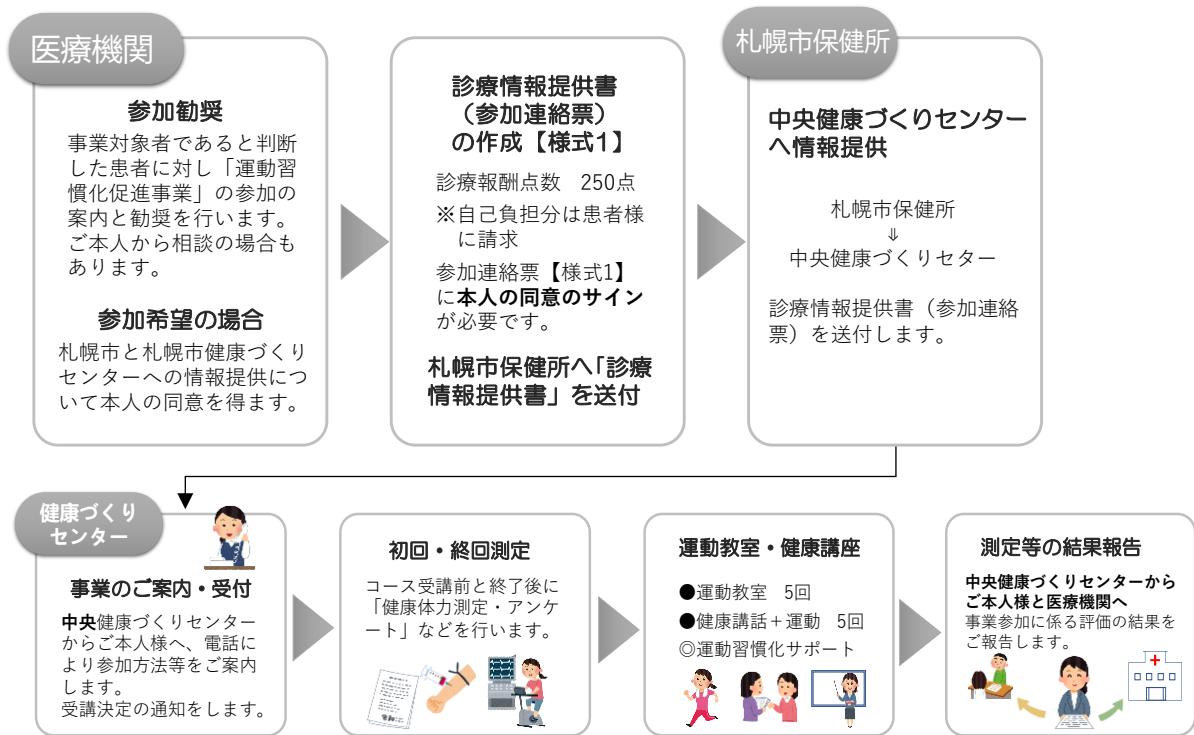 医療機関
参加勧奨
事業対象者であると判断
した患者に対し「運動習
慣化促進事業」の参加の
案内と勧奨を行います。
ご本人から相談の場合も
あります。
参加希望の場合
札幌市と札幌市健康づくり
センターへの情報提供につ
いて本人の同意を得ます。
診療情報提供書
（参加連絡票）
の作成【様式1】
診療報酬点数　250点
※自己負担分は患者様
に請求
参加連絡票【様式1】
に本人の同意のサイン
が必要です。
札幌市保健所へ「診療
情報提供書」を送付
札幌市保健所
中央健康づくりセンター
へ情報提供
札幌市保健所
⇓
中央健康づくりセター
診療情報提供書（参加連絡
票）を送付します。
健康づくり
センター
事業のご案内・受付
中央健康づくりセンター
からご本人様へ、電話に
より参加方法等をご案内
します。
受講決定の通知をします。
初回・終回測定
コース受講前と終了後に
「健康体力測定・アンケ
ート」などを行います。
運動教室・健康講座
●運動教室　5回
●健康講話＋運動　5回
◎運動習慣化サポート
測定等の結果報告
中央健康づくりセンターから
ご本人様と医療機関へ
事業参加に係る評価の結果を
ご報告します。